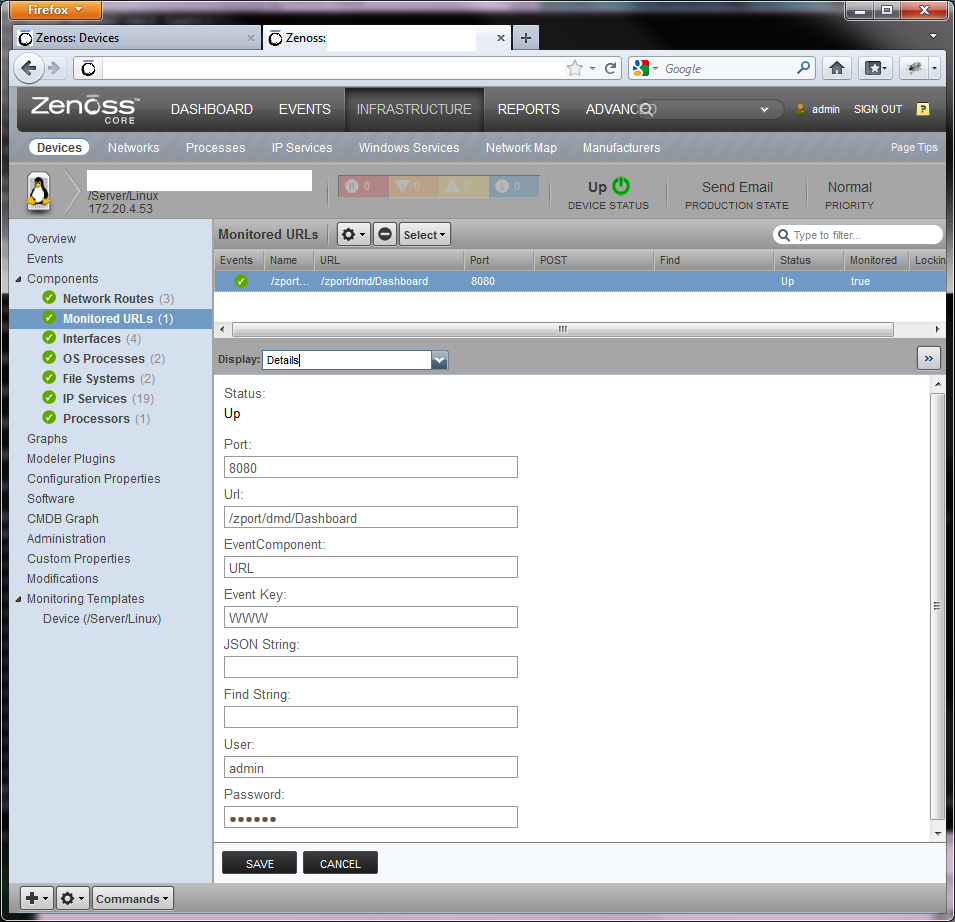 Firefox
Zenoss: Devices
Zenoss:
Google
Zenoss™ CORE
DASHBOARD EVENTS INFRASTRUCTURE REPORTS ADVANC
admin SIGN OUT ?
Devices Networks Processes IP Services Windows Services Network Map Manufacturers Page Tips
/Server/Linux
172.20.4.53
0 0 0 0
Up
DEVICE STATUS
Send Email
PRODUCTION STATE
Normal
PRIORITY
Overview
Events
Components
Network Routes (3)
Monitored URLs (1)
Interfaces (4)
OS Processes (2)
File Systems (2)
IP Services (19)
Processors (1)
Graphs
Modeler Plugins
Configuration Properties
Software
CMDB Graph
Administration
Custom Properties
Modifications
Monitoring Templates
Device (/Server/Linux)
Monitored URLs Select Type to filter...
Events Name URL Port POST Find Status Monitored Lockin
/zport... /zport/dmd/Dashboard 8080 Up true
Display: Details »
Status:
Up
Port:
8080
Url:
/zport/dmd/Dashboard
EventComponent:
URL
Event Key:
WWW
JSON String:
Find String:
User:
admin
Password:
●●●●●●
SAVE CANCEL
Commands